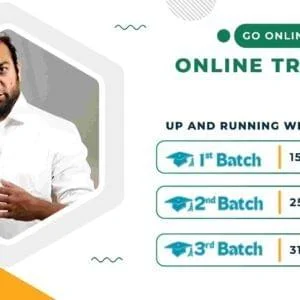 GO ONLIN
ONLINE TR
UP AND RUNNING WI
1st Batch 15
2nd Batch 25
3rd Batch 31